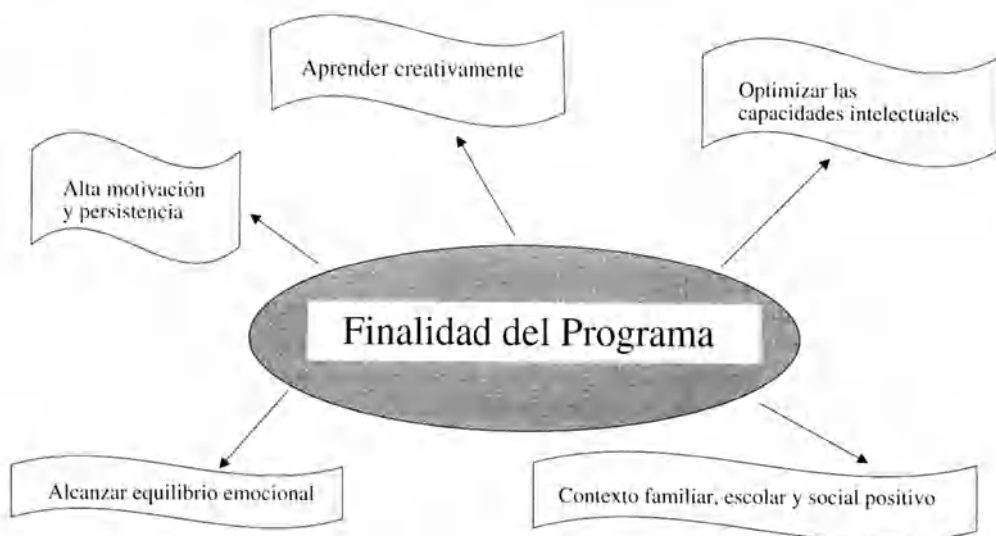 Aprender creativamente
Optimizar las
capacidades intelectuales
Alta motivación
y persistencia
Finalidad del Programa
Alcanzar equilibrio emocional
Contexto familiar, escolar y social positivo